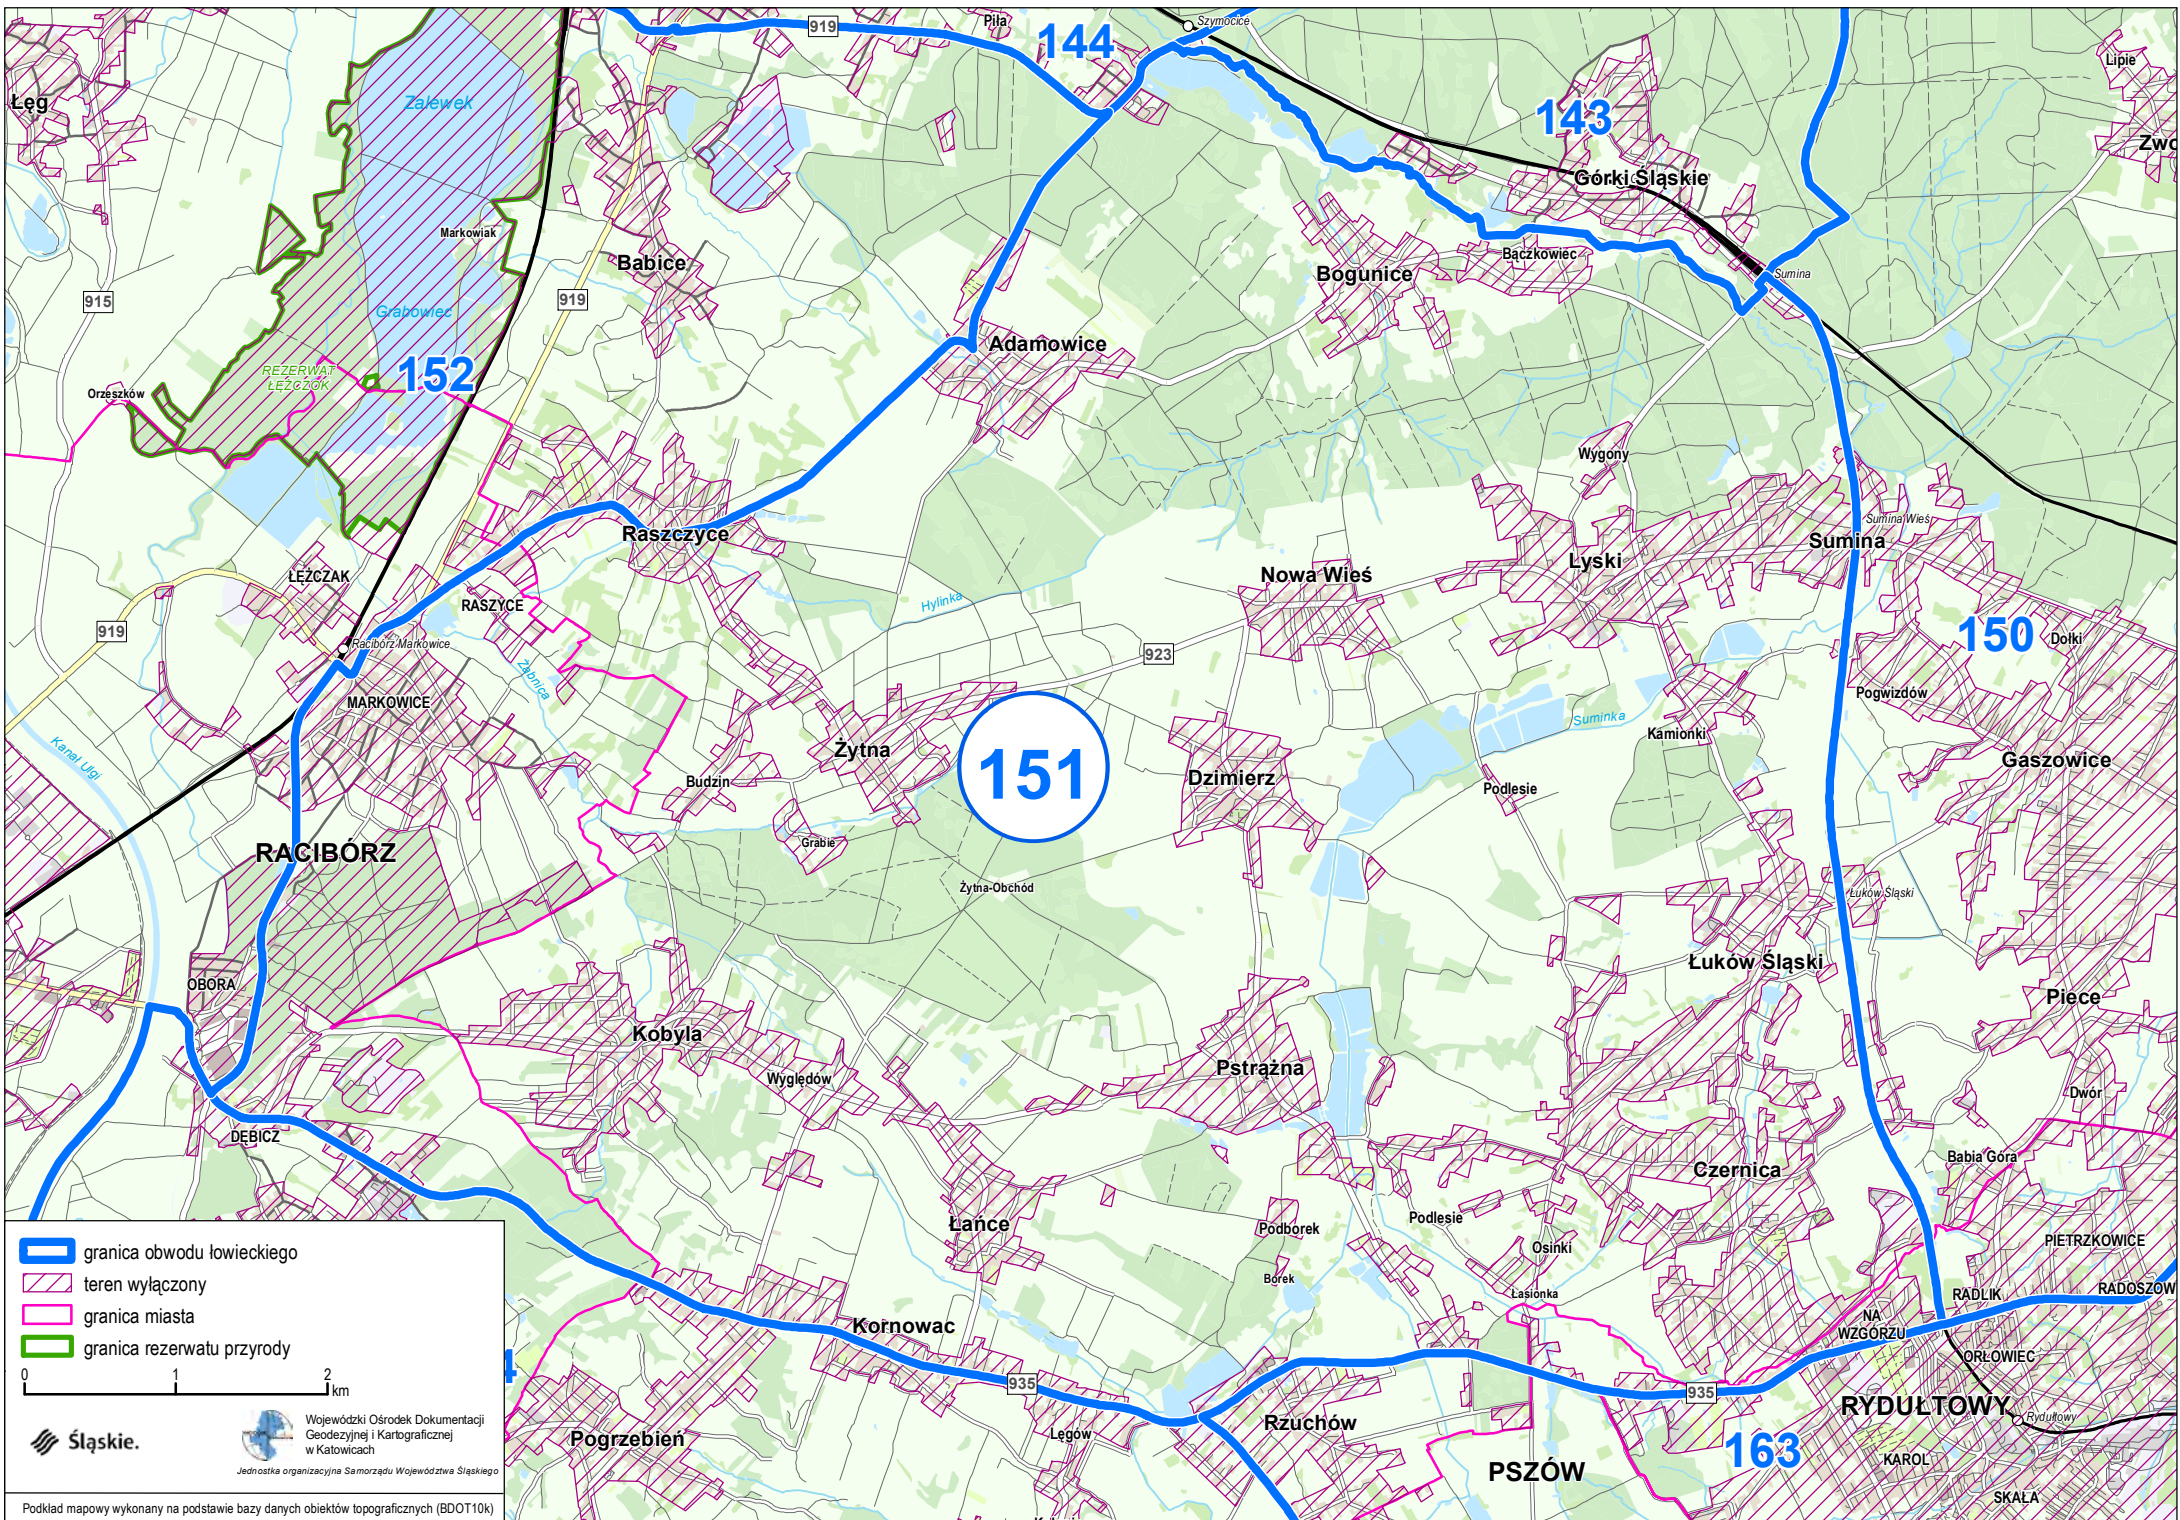 919
Piła
144
Szymocice
Lipie
Łęg
Zalewek
143
Górki Śląskie
Markowiak
Babice
Bogunice
Bączkowiec
Sumina
915
919
Grabowiec
Adamowice
REZERWAT
ŁĘŻCZOK
152
Orzeszków
Wygony
Raszczyce
Sumina Wieś
Sumina
Lyski
Nowa Wieś
ŁĘŻCZAK
RASZYCE
Hylinka
919
Racibórz Markowice
923
150
Dołki
Żabnica
MARKOWICE
Pogwizdów
Suminka
Kamionki
Kanał Ulgi
Żytna
151
Dzimierz
Gaszowice
Budzin
Podlesie
RACIBÓRZ
Grabie
Żytna-Obchód
Łuków Śląski
Łuków Śląski
OBORA
Piece
Kobyla
Pstrążna
Wyględów
Dwór
DĘBICZ
Babia Góra
Czernica
Łańce
Podborek
Podlesie
Osinki
PIETRZKOWICE
Borek
Łasionka
RADLIK
RADOSZOW
NA
WZGÓRZU
Kornowac
ORŁOWIEC
935
935
RYDUŁTOWY
Rydułtowy
Rzuchów
Łęgów
Pogrzebień
163
PSZÓW
KAROL
SKAŁA
granica obwodu łowieckiego
teren wyłączony
granica miasta
granica rezerwatu przyrody
0 1 2
km
Śląskie.
Wojewódzki Ośrodek Dokumentacji
Geodezyjnej i Kartograficznej
w Katowicach
Jednostka organizacyjna Samorządu Województwa Śląskiego
Podkład mapowy wykonany na podstawie bazy danych obiektów topograficznych (BDOT10k)